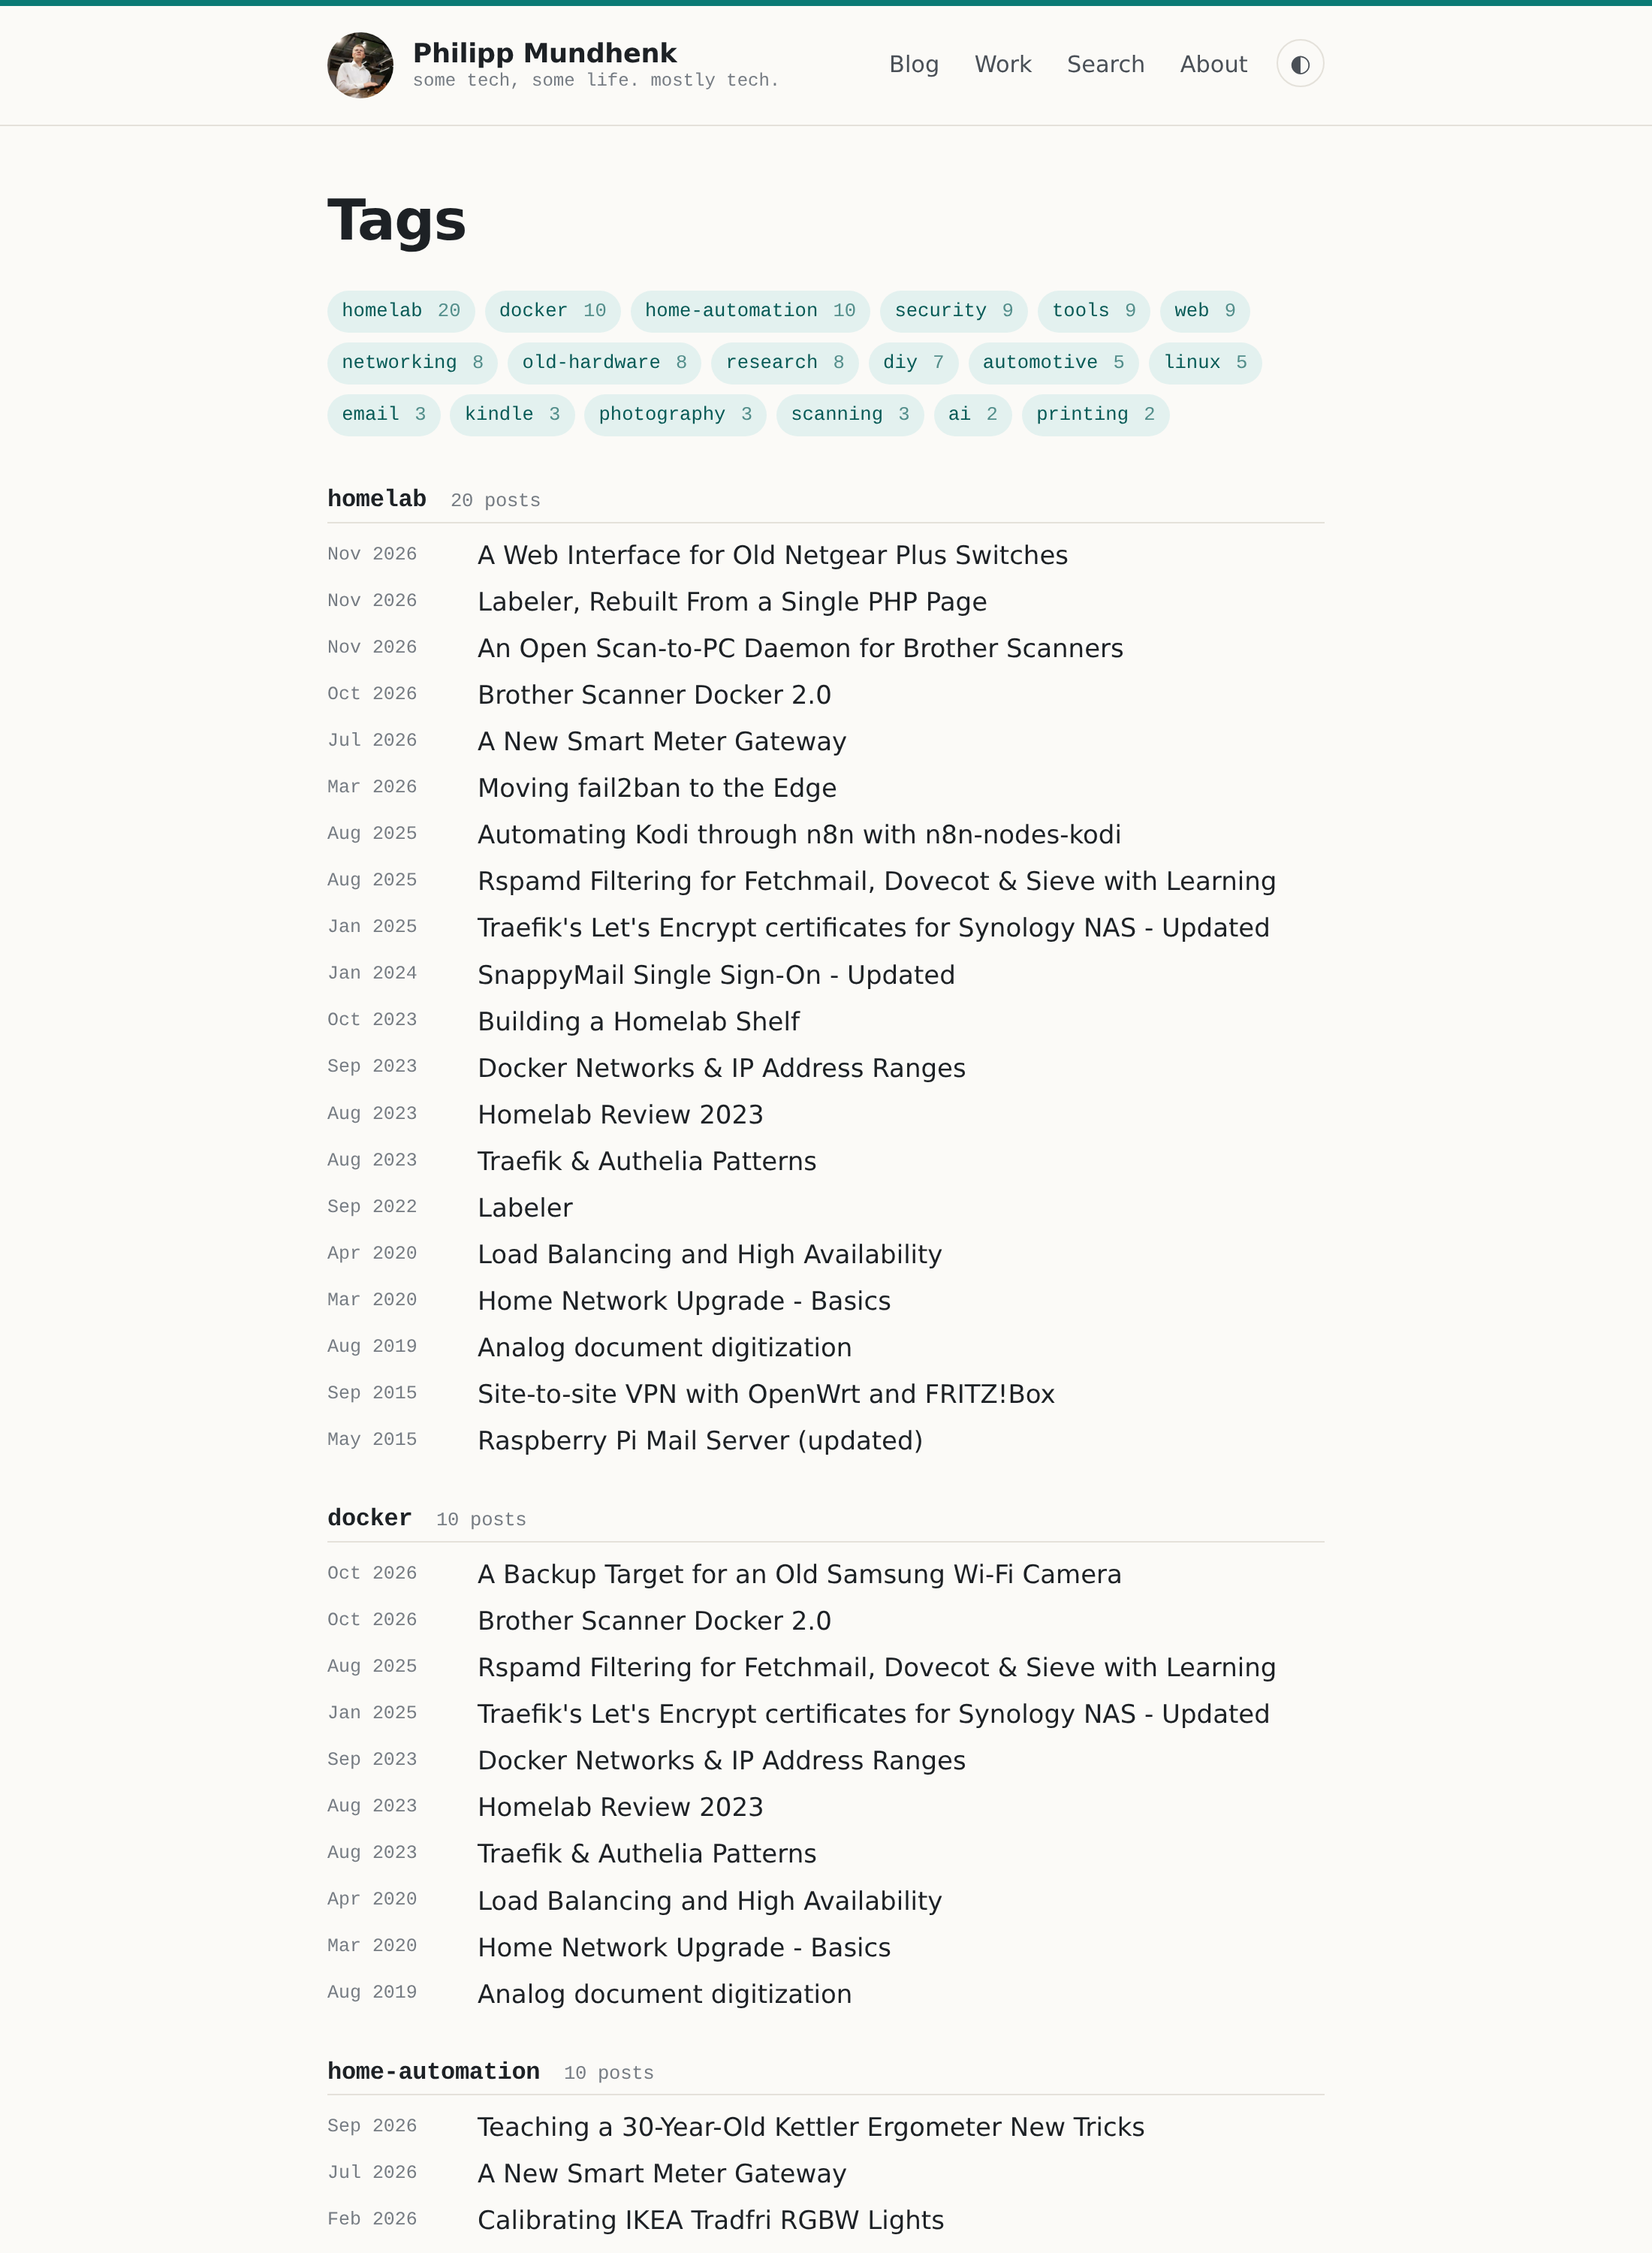 Philipp Mundhenk
some tech, some life. mostly tech.
Blog Work Search About
Tags
homelab 20 docker 10 home-automation 10 security 9 tools 9 web 9
networking 8 old-hardware 8 research 8 diy 7 automotive 5 linux 5
email 3 kindle 3 photography 3 scanning 3 ai 2 printing 2
homelab 20 posts
Nov 2026 A Web Interface for Old Netgear Plus Switches
Nov 2026 Labeler, Rebuilt From a Single PHP Page
Nov 2026 An Open Scan-to-PC Daemon for Brother Scanners
Oct 2026 Brother Scanner Docker 2.0
Jul 2026 A New Smart Meter Gateway
Mar 2026 Moving fail2ban to the Edge
Aug 2025 Automating Kodi through n8n with n8n-nodes-kodi
Aug 2025 Rspamd Filtering for Fetchmail, Dovecot & Sieve with Learning
Jan 2025 Traefik's Let's Encrypt certificates for Synology NAS - Updated
Jan 2024 SnappyMail Single Sign-On - Updated
Oct 2023 Building a Homelab Shelf
Sep 2023 Docker Networks & IP Address Ranges
Aug 2023 Homelab Review 2023
Aug 2023 Traefik & Authelia Patterns
Sep 2022 Labeler
Apr 2020 Load Balancing and High Availability
Mar 2020 Home Network Upgrade - Basics
Aug 2019 Analog document digitization
Sep 2015 Site-to-site VPN with OpenWrt and FRITZ!Box
May 2015 Raspberry Pi Mail Server (updated)
docker 10 posts
Oct 2026 A Backup Target for an Old Samsung Wi-Fi Camera
Oct 2026 Brother Scanner Docker 2.0
Aug 2025 Rspamd Filtering for Fetchmail, Dovecot & Sieve with Learning
Jan 2025 Traefik's Let's Encrypt certificates for Synology NAS - Updated
Sep 2023 Docker Networks & IP Address Ranges
Aug 2023 Homelab Review 2023
Aug 2023 Traefik & Authelia Patterns
Apr 2020 Load Balancing and High Availability
Mar 2020 Home Network Upgrade - Basics
Aug 2019 Analog document digitization
home-automation 10 posts
Sep 2026 Teaching a 30-Year-Old Kettler Ergometer New Tricks
Jul 2026 A New Smart Meter Gateway
Feb 2026 Calibrating IKEA Tradfri RGBW Lights